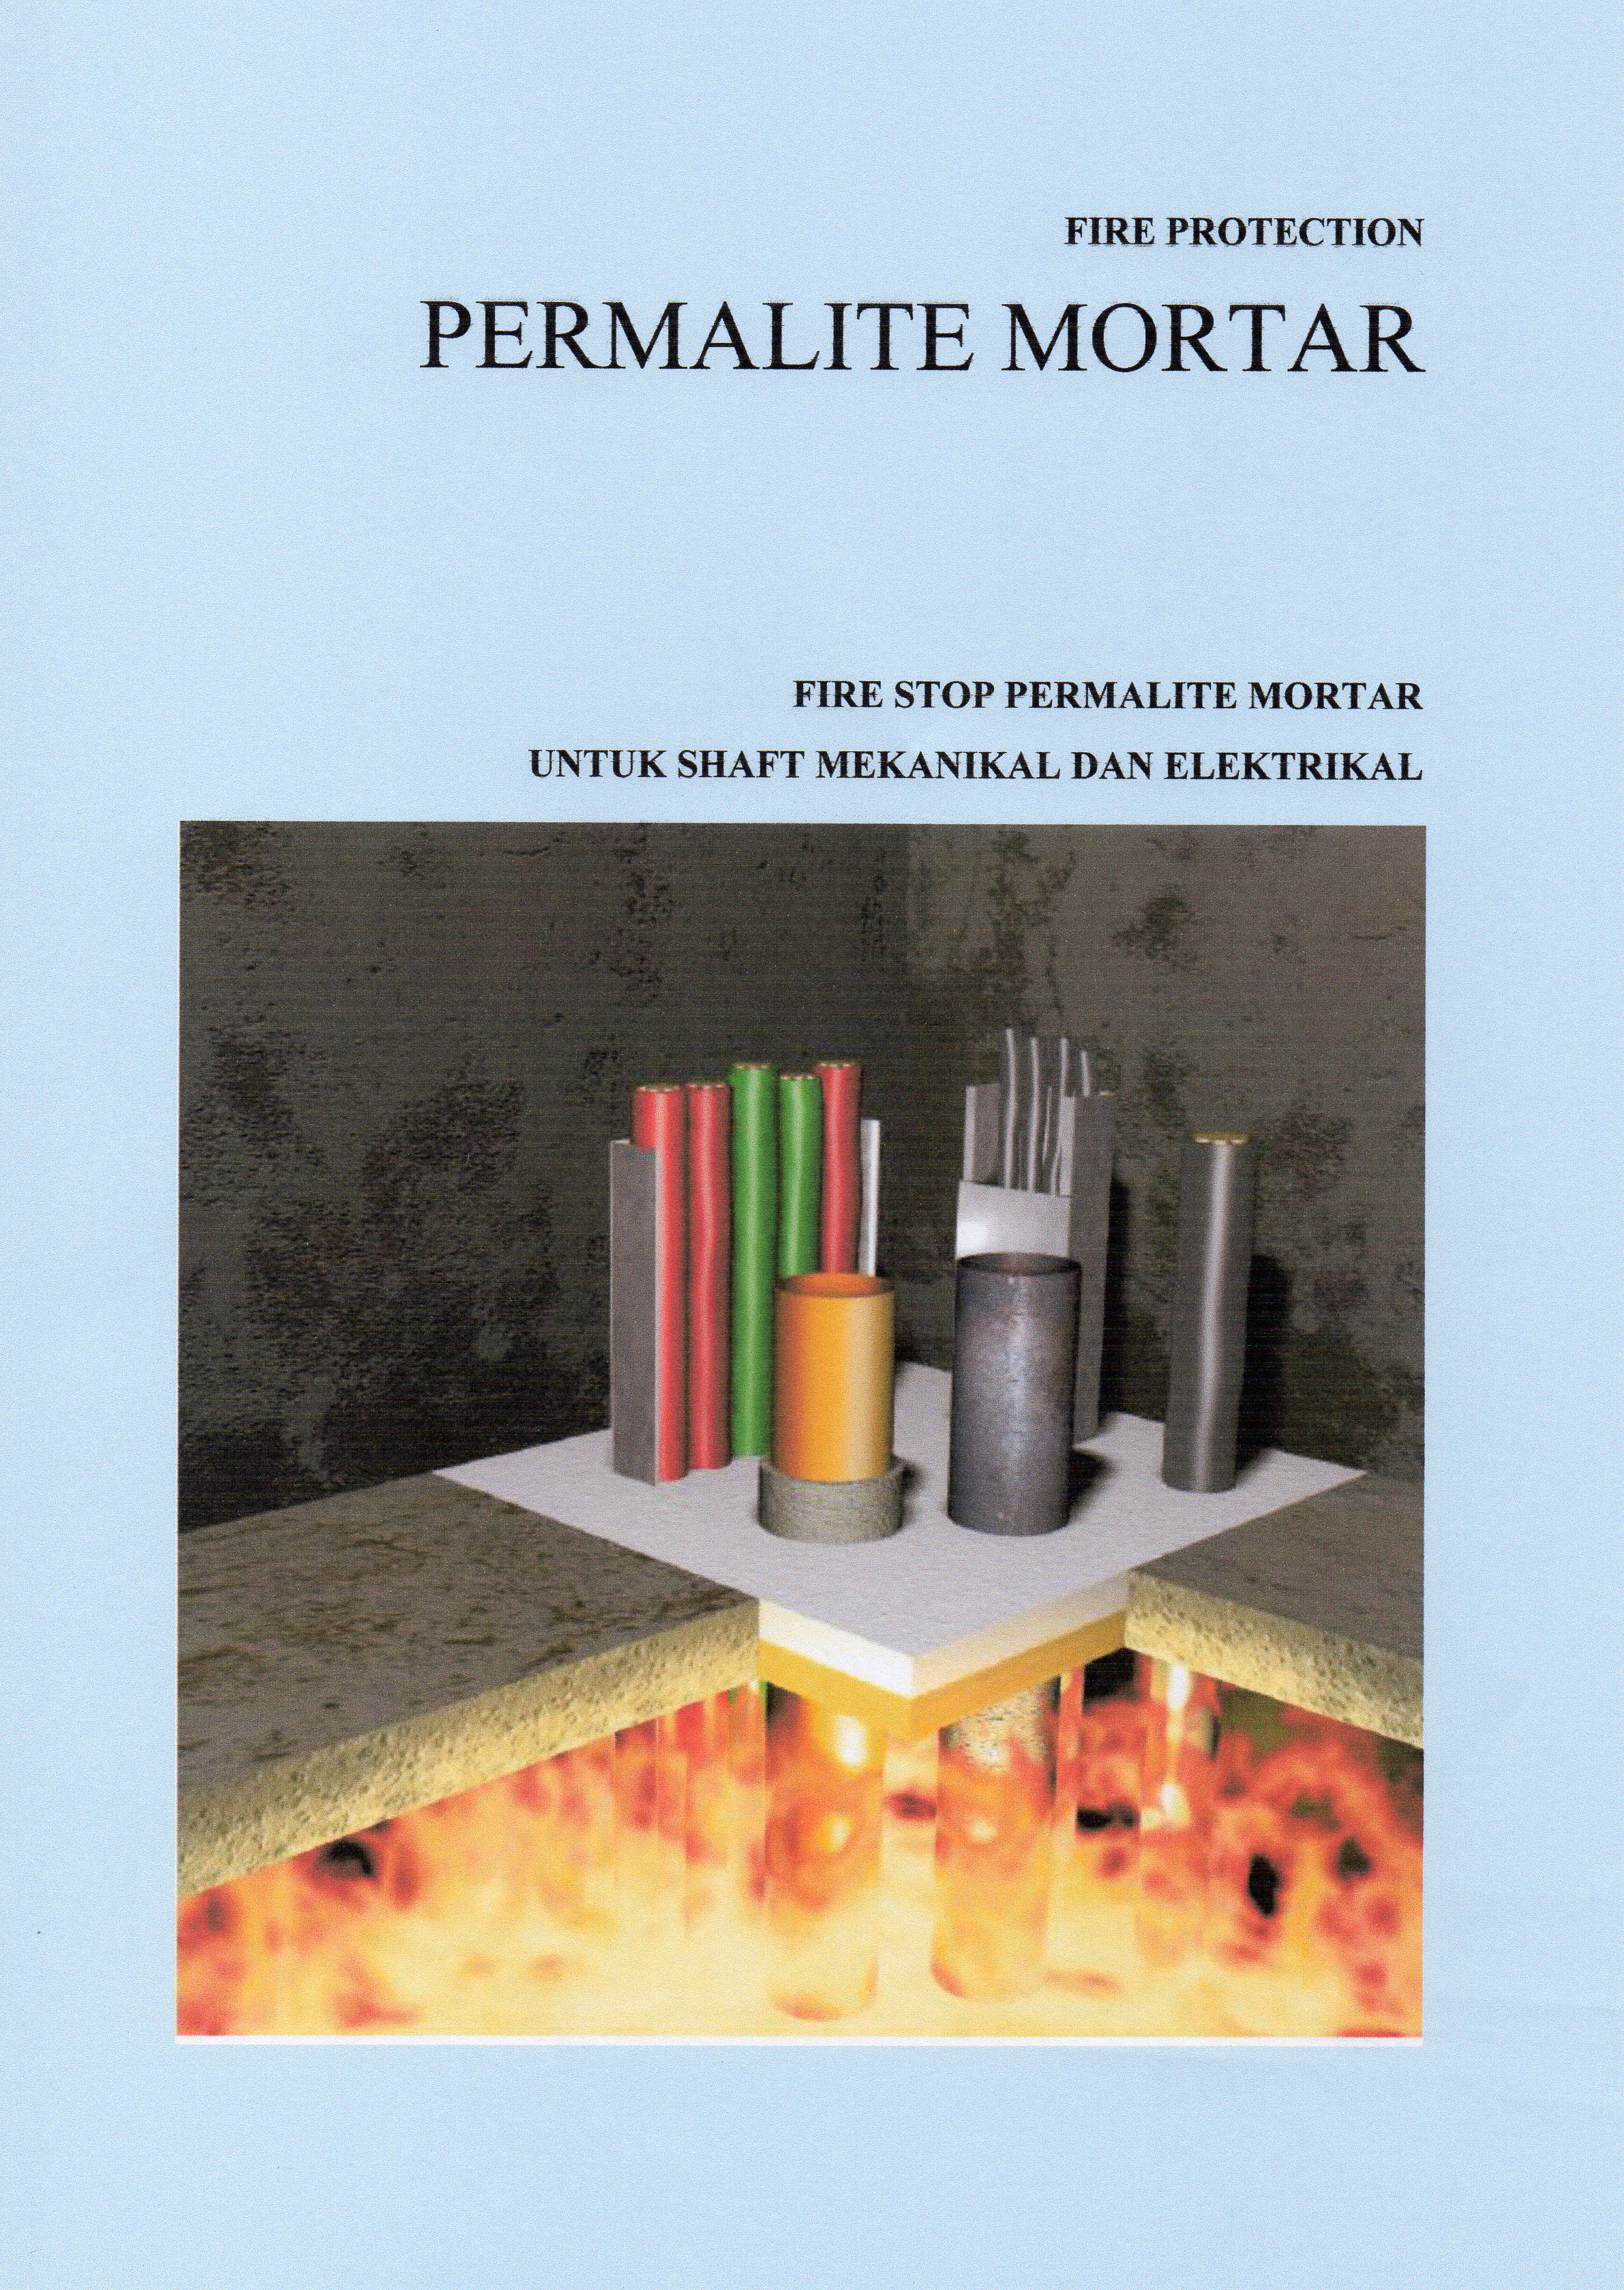 FIRE PROTECTION
PERMALITE MORTAR
FIRE STOP PERMALITE MORTAR
UNTUK SHAFT MEKANIKAL DAN ELEKTRIKAL